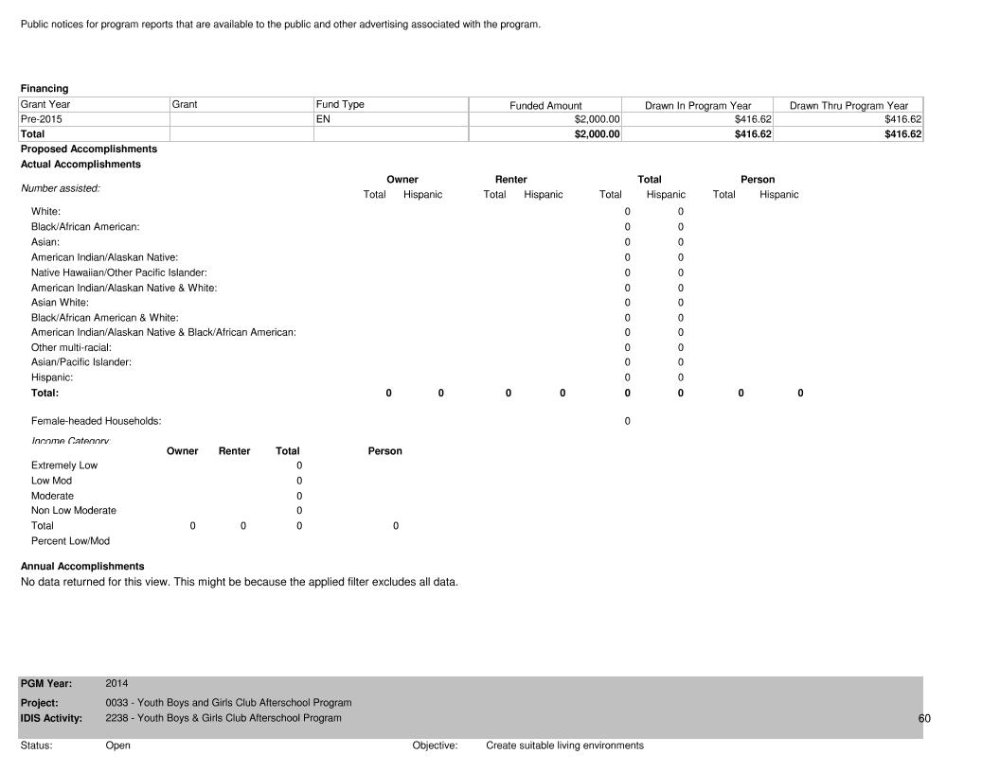 Public notices for program reports that are available to the public and other advertising associated with the program.
Financing
Grant Year Grant Fund Type Funded Amount Drawn In Program Year Drawn Thru Program Year
Pre-2015 EN $2,000.00 $416.62 $416.62
Total $2,000.00 $416.62 $416.62
Proposed Accomplishments
Actual Accomplishments
Number assisted: Owner Renter Total Person
Total Hispanic Total Hispanic Total Hispanic Total Hispanic
White: 0 0
Black/African American: 0 0
Asian: 0 0
American Indian/Alaskan Native: 0 0
Native Hawaiian/Other Pacific Islander: 0 0
American Indian/Alaskan Native & White: 0 0
Asian White: 0 0
Black/African American & White: 0 0
American Indian/Alaskan Native & Black/African American: 0 0
Other multi-racial: 0 0
Asian/Pacific Islander: 0 0
Hispanic: 0 0
Total: 0 0 0 0 0 0 0 0
Female-headed Households: 0
Income Category:
Owner Renter Total Person
Extremely Low 0
Low Mod 0
Moderate 0
Non Low Moderate 0
Total 0 0 0 0
Percent Low/Mod
Annual Accomplishments
No data returned for this view. This might be because the applied filter excludes all data.
PGM Year: 2014
Project: 0033 - Youth Boys and Girls Club Afterschool Program
IDIS Activity: 2238 - Youth Boys & Girls Club Afterschool Program
60
Status: Open Objective: Create suitable living environments